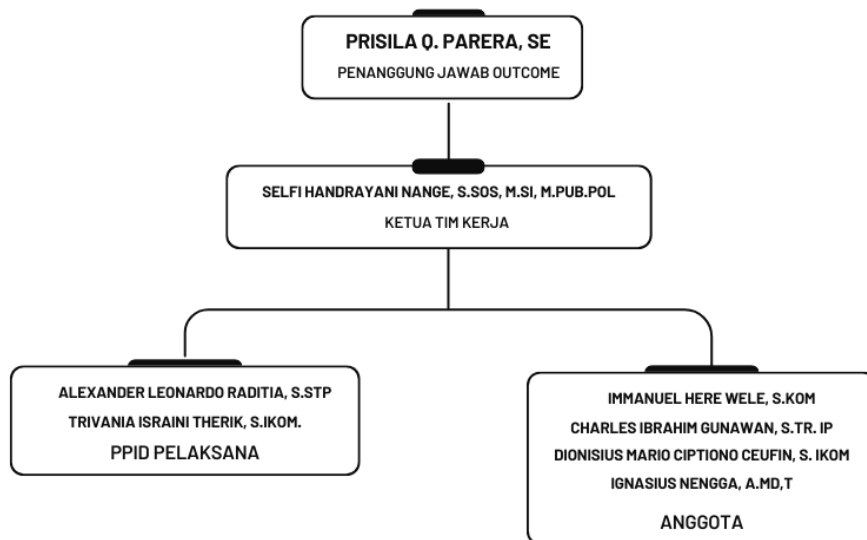 PRISILA Q. PARERA, SE
PENANGGUNG JAWAB OUTCOME
SELFI HANDRAYANI NANGE, S.SOS, M.SI, M.PUB.POL
KETUA TIM KERJA
ALEXANDER LEONARDO RADITIA, S.STP
TRIVANIA ISRAINI THERIK, S.IKOM.
PPID PELAKSANA
IMMANUEL HERE WELE, S.KOM
CHARLES IBRAHIM GUNAWAN, S.TR. IP
DIONISIUS MARIO CIPTIONO CEUFIN, S. IKOM
IGNASIUS NENGGA, A.MD,T
ANGGOTA